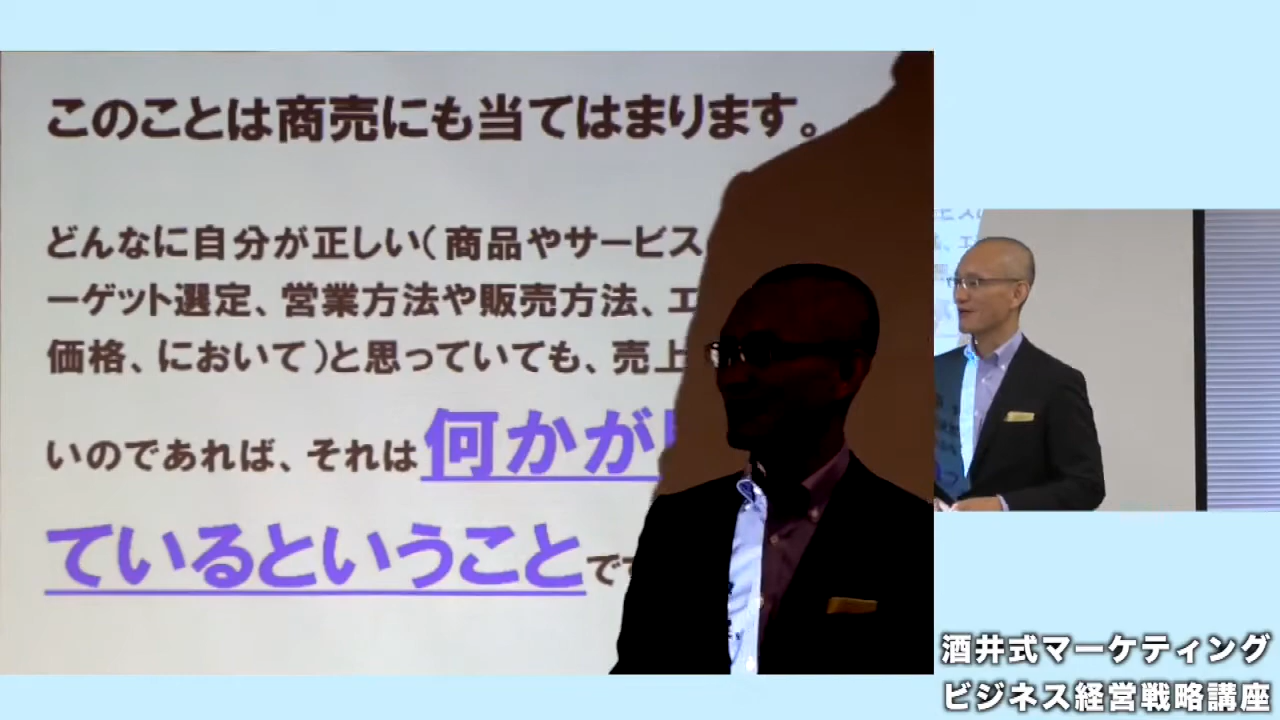 このことは商売にも当てはまります。
どんなに自分が正しい（商品やサービス
ーゲット選定、営業方法や販売方法、エ
価格、において）と思っていても、売上
いのであれば、それは何かが
ているということです
酒井式マーケティング
ビジネス経営戦略講座